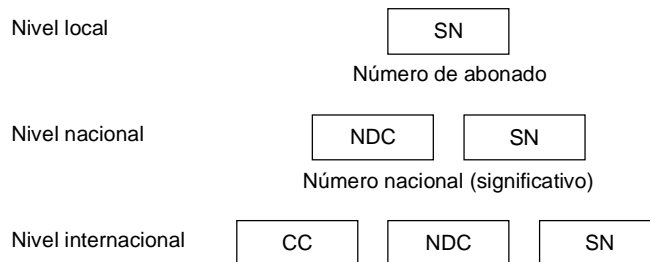 Nivel local SN
Número de abonado
Nivel nacional NDC SN
Número nacional (significativo)
Nivel internacional CC NDC SN